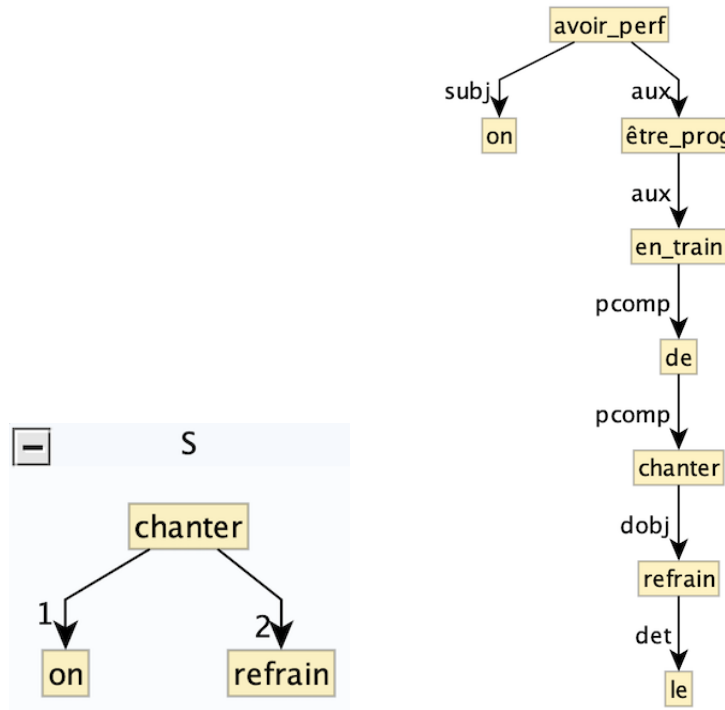 avoir_perf
subj
aux
on
être_prog
aux
en_train
pcomp
de
pcomp
chanter
dobj
refrain
det
le
S
chanter
1
2
on
refrain